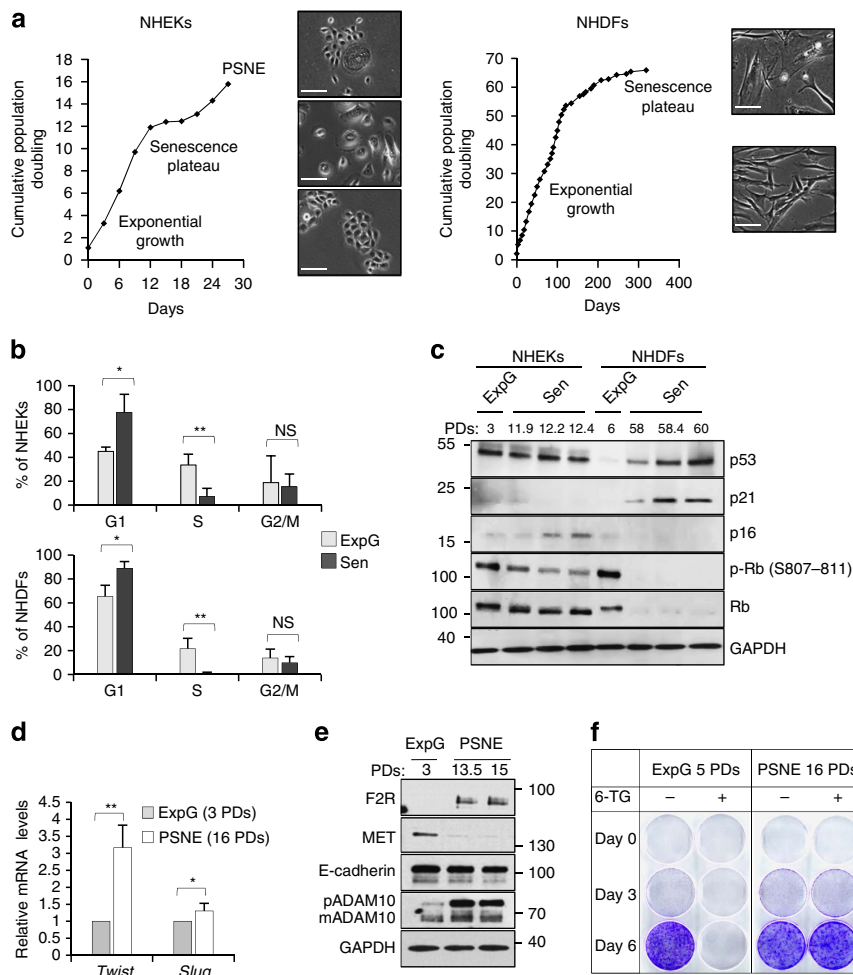 a
NHEKs
18
16
14
12
10
8
6
4
2
0
Cumulative population
doubling
PSNE
Senescence
plateau
Exponential
growth
0 6 12 18 24 30
Days
NHDFs
70
60
50
40
30
20
10
0
Cumulative population
doubling
Senescence
plateau
Exponential
growth
0 100 200 300 400
Days
b
100
80
60
40
20
0
% of NHEKs
*
**
NS
G1 S G2/M
ExpG
Sen
100
80
60
40
20
0
% of NHDFs
*
**
NS
G1 S G2/M
c
NHEKs NHDFs
ExpG Sen ExpG Sen
PDs: 3 11.9 12.2 12.4 6 58 58.4 60
55
p53
25
p21
15
p16
100
p-Rb (S807–811)
100
Rb
40
GAPDH
d
4.5
4
3.5
3
2.5
2
1.5
1
0.5
0
Relative mRNA levels
**
*
ExpG (3 PDs)
PSNE (16 PDs)
Twist Slug
e
ExpG PSNE
PDs: 3 13.5 15
F2R 100
MET 130
E-cadherin 100
pADAM10
mADAM10 70
GAPDH 40
f
ExpG 5 PDs PSNE 16 PDs
6-TG – + – +
Day 0
Day 3
Day 6